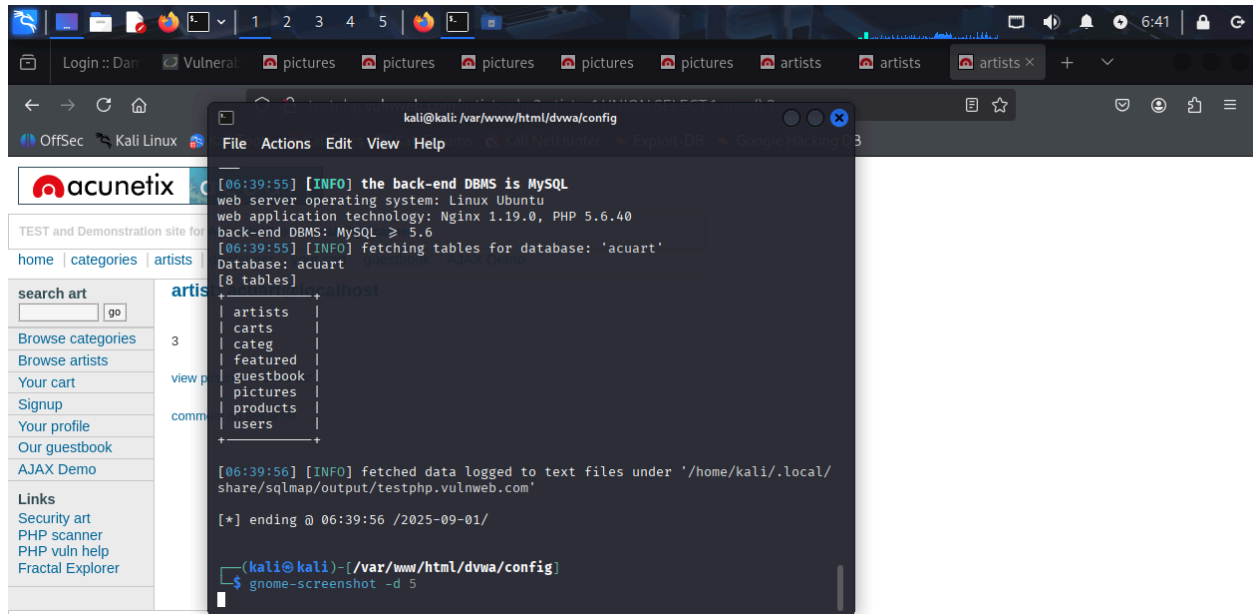 1 2 3 4 5
6:41
Login :: Dam
Vulnerab
pictures
pictures
pictures
pictures
pictures
artists
artists
artists
OffSec
Kali Linux
Kali NetHunter
Exploit-DB
Google Hacking DB
kali@kali: /var/www/html/dvwa/config
File Actions Edit View Help
acunetix
TEST and Demonstration site for
home | categories | artists |
search art
go
Browse categories
Browse artists
Your cart
Signup
Your profile
Our guestbook
AJAX Demo
Links
Security art
PHP scanner
PHP vuln help
Fractal Explorer
3
[06:39:55] [INFO] the back-end DBMS is MySQL
web server operating system: Linux Ubuntu
web application technology: Nginx 1.19.0, PHP 5.6.40
back-end DBMS: MySQL ⩾ 5.6
[06:39:55] [INFO] fetching tables for database: 'acuart'
Database: acuart
[8 tables]
+-----------+
| artists |
| carts |
| categ |
| featured |
| guestbook |
| pictures |
| products |
| users |
+-----------+
[06:39:56] [INFO] fetched data logged to text files under '/home/kali/.local/
share/sqlmap/output/testphp.vulnweb.com'
[*] ending @ 06:39:56 /2025-09-01/
┌──(kali㉿kali)-[/var/www/html/dvwa/config]
└─$ gnome-screenshot -d 5